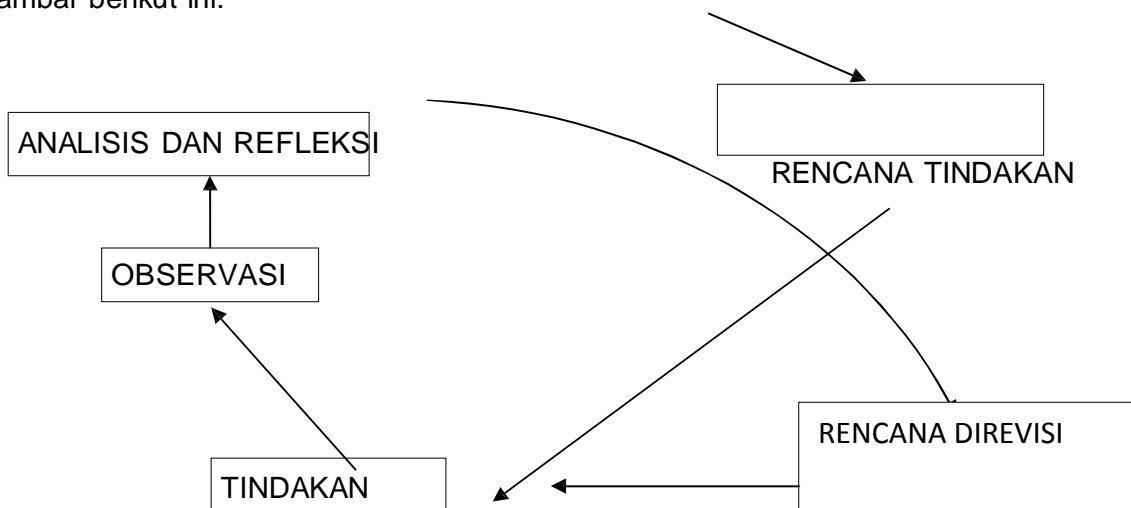 ambar berikut ini.
ANALISIS DAN REFLEKSI
RENCANA TINDAKAN
OBSERVASI
RENCANA DIREVISI
TINDAKAN